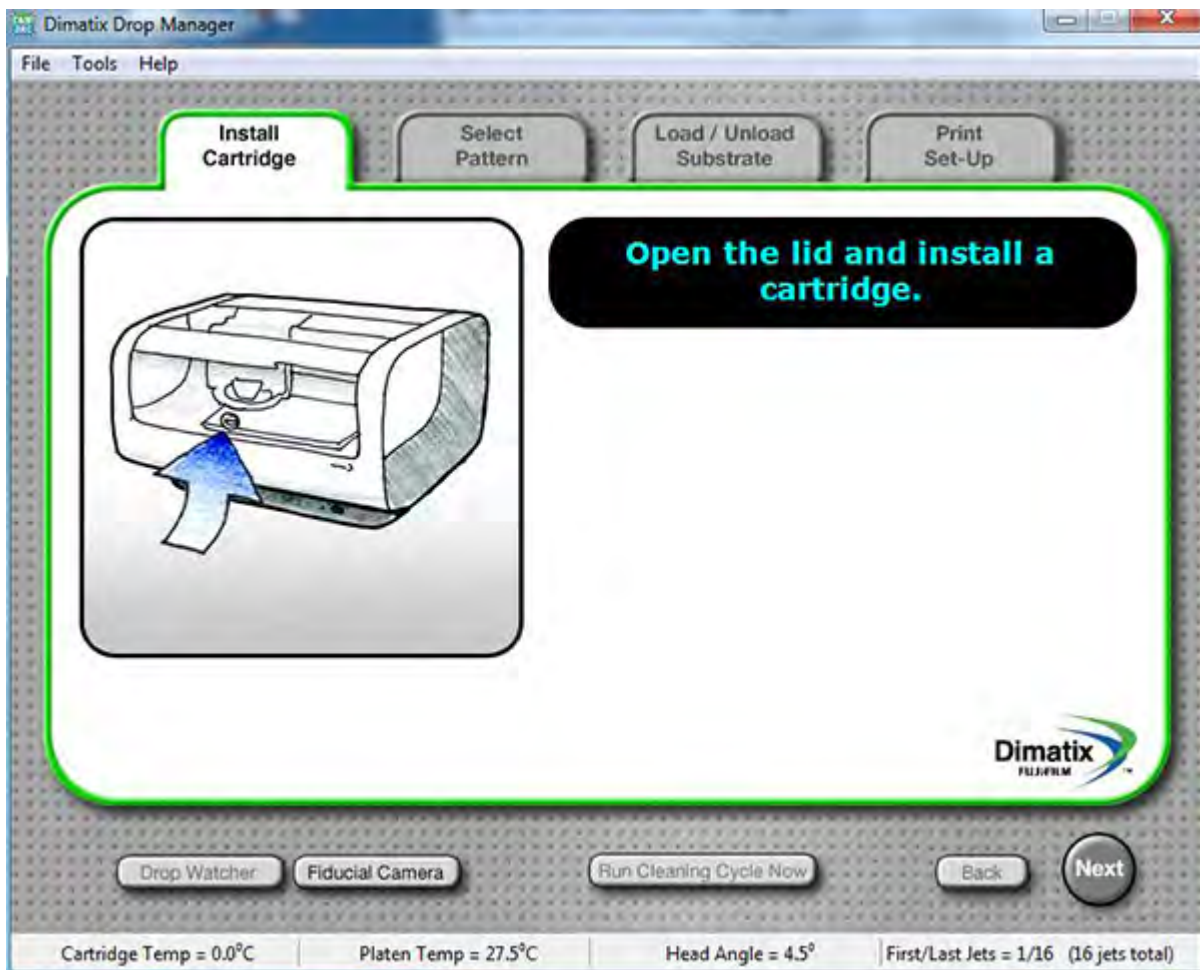 Dimatix Drop Manager
File Tools Help
Install
Cartridge
Select
Pattern
Load / Unload
Substrate
Print
Set-Up
Open the lid and install a
cartridge.
Dimatix
FUJIFILM
Drop Watcher
Fiducial Camera
Run Cleaning Cycle Now
Back
Next
Cartridge Temp = 0.0°C
Platen Temp = 27.5°C
Head Angle = 4.5°
First/Last Jets = 1/16 (16 jets total)